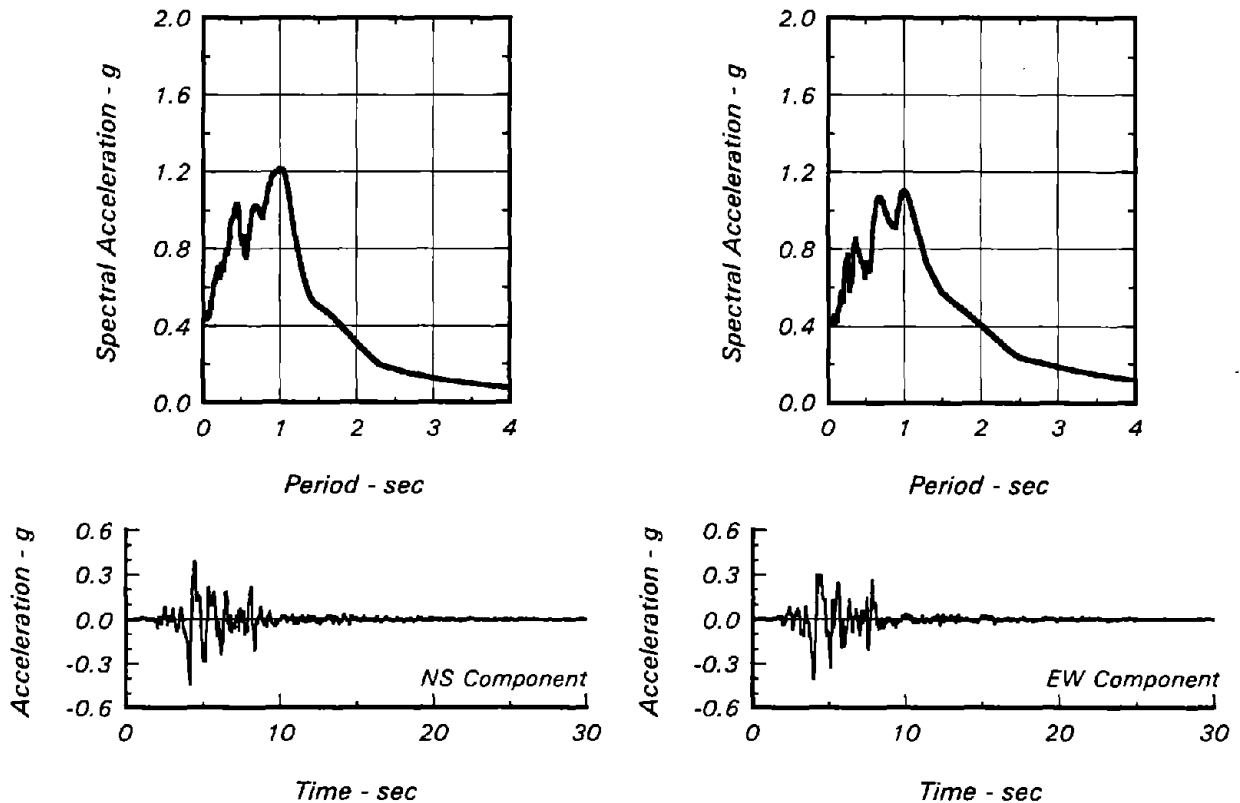 Spectral Acceleration - g
2.0
1.6
1.2
0.8
0.4
0.0
0 1 2 3 4
Period - sec
Spectral Acceleration - g
2.0
1.6
1.2
0.8
0.4
0.0
0 1 2 3 4
Period - sec
Acceleration - g
0.6
0.3
0.0
-0.3
-0.6
NS Component
0 10 20 30
Time - sec
Acceleration - g
0.6
0.3
0.0
-0.3
-0.6
EW Component
0 10 20 30
Time - sec